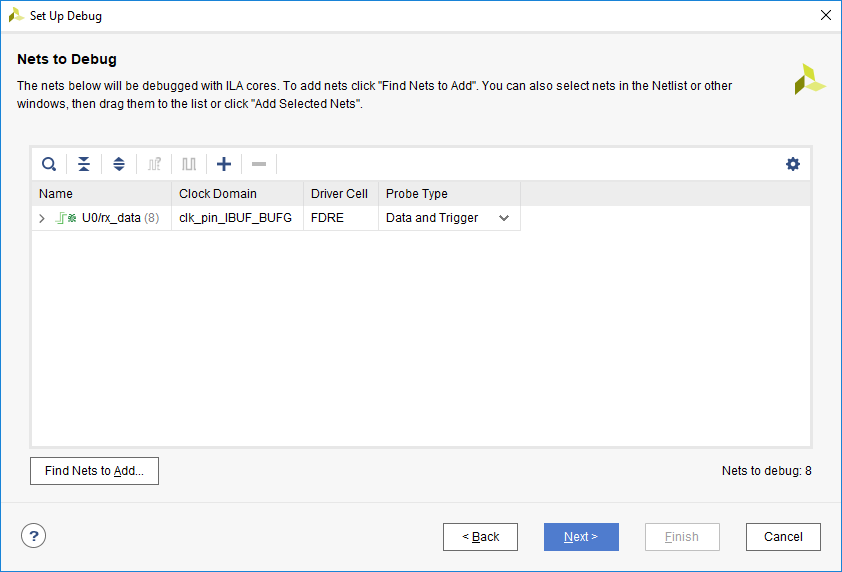 Set Up Debug
Nets to Debug
The nets below will be debugged with ILA cores. To add nets click "Find Nets to Add". You can also select nets in the Netlist or other
windows, then drag them to the list or click "Add Selected Nets".
Name Clock Domain Driver Cell Probe Type
U0/rx_data (8) clk_pin_IBUF_BUFG FDRE Data and Trigger
Find Nets to Add... Nets to debug: 8
? < Back Next > Finish Cancel